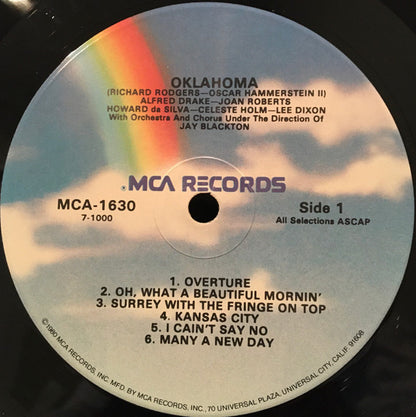 OKLAHOMA
(RICHARD RODGERS—OSCAR HAMMERSTEIN II)
ALFRED DRAKE—JOAN ROBERTS
HOWARD da SILVA—CELESTE HOLM—LEE DIXON
With Orchestra And Chorus Under The Direction Of
JAY BLACKTON
MCA RECORDS
MCA-1630
7-1000
Side 1
All Selections ASCAP
1. OVERTURE
2. OH, WHAT A BEAUTIFUL MORNIN'
3. SURREY WITH THE FRINGE ON TOP
4. KANSAS CITY
5. I CAIN'T SAY NO
6. MANY A NEW DAY
©1980 MCA RECORDS, INC. MFD. BY MCA RECORDS, INC., 70 UNIVERSAL PLAZA, UNIVERSAL CITY, CALIF. 91608